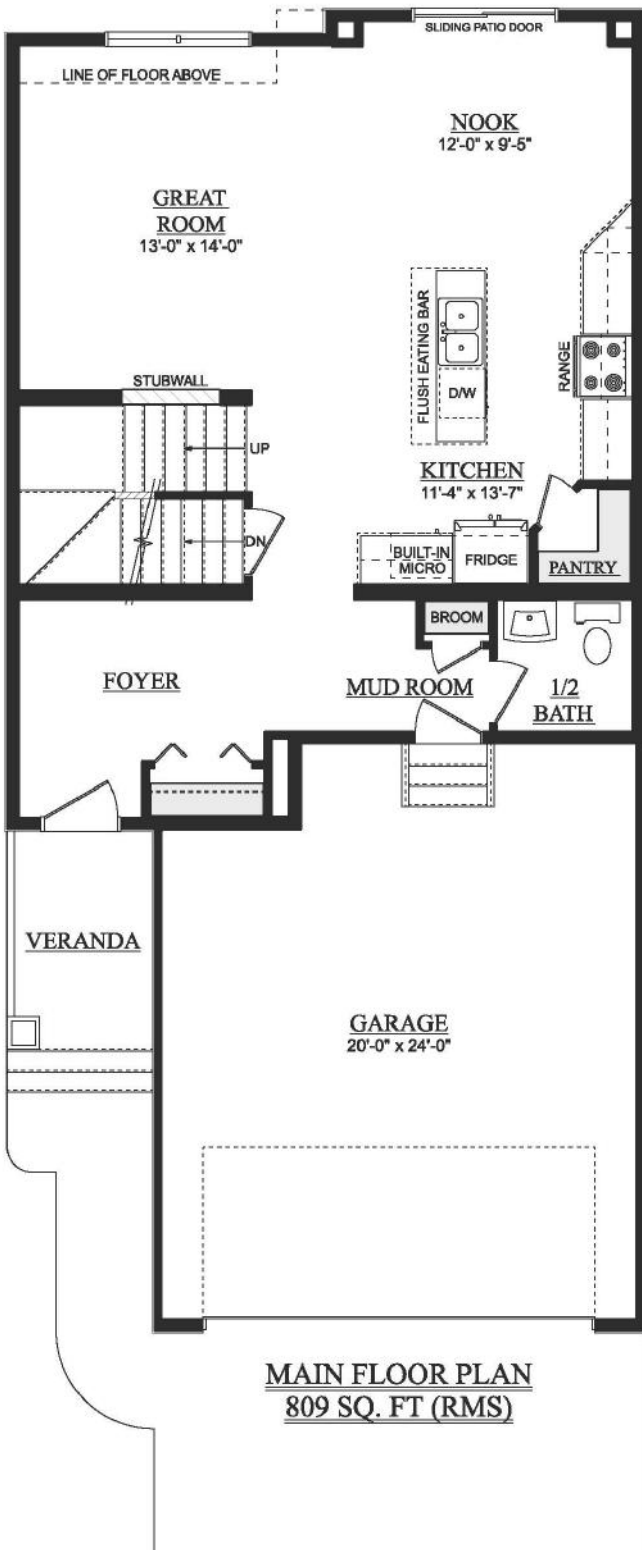 SLIDING PATIO DOOR
LINE OF FLOOR ABOVE
NOOK
12'-0" x 9'-5"
GREAT
ROOM
13'-0" x 14'-0"
FLUSH EATING BAR
D/W
RANGE
STUBWALL
UP
KITCHEN
11'-4" x 13'-7"
DN
BUILT-IN
MICRO
FRIDGE
PANTRY
BROOM
FOYER
MUD ROOM
1/2
BATH
VERANDA
GARAGE
20'-0" x 24'-0"
MAIN FLOOR PLAN
809 SQ. FT (RMS)